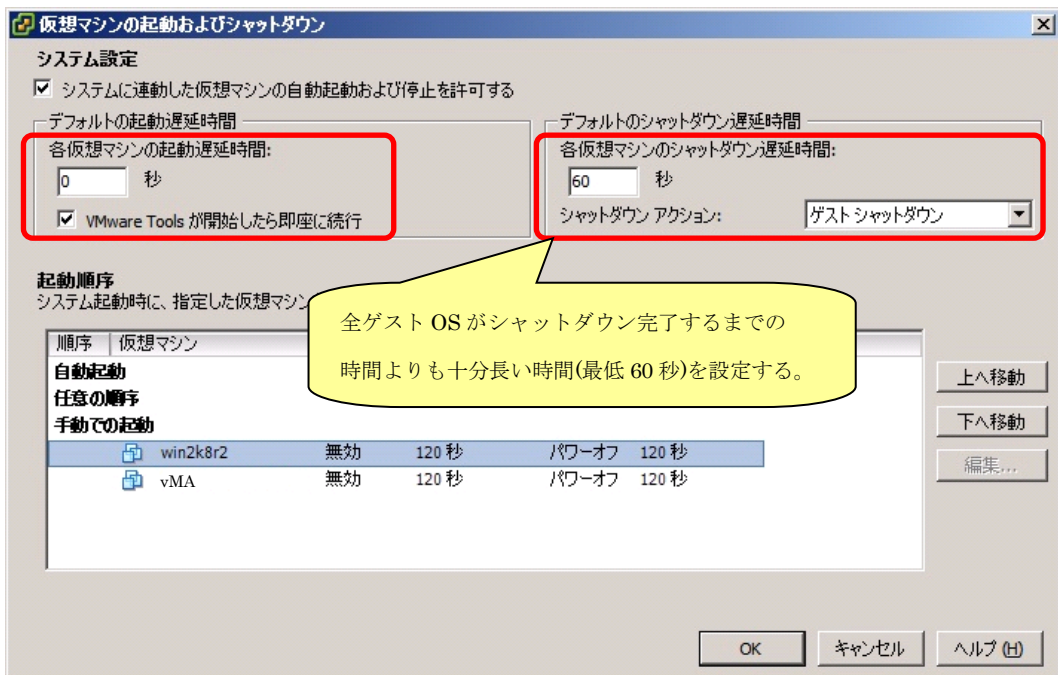 仮想マシンの起動およびシャットダウン
システム設定
システムに連動した仮想マシンの自動起動および停止を許可する
デフォルトの起動遅延時間
各仮想マシンの起動遅延時間:
0 秒
VMware Tools が開始したら即座に続行
デフォルトのシャットダウン遅延時間
各仮想マシンのシャットダウン遅延時間:
60 秒
シャットダウン アクション: ゲスト シャットダウン
起動順序
システム起動時に、指定した仮想マシン
全ゲスト OS がシャットダウン完了するまでの
時間よりも十分長い時間(最低 60 秒)を設定する。
順序 仮想マシン
自動起動
任意の順序
手動での起動
win2k8r2 無効 120 秒 パワーオフ 120 秒
vMA 無効 120 秒 パワーオフ 120 秒
上へ移動
下へ移動
編集...
OK キャンセル ヘルプ (H)